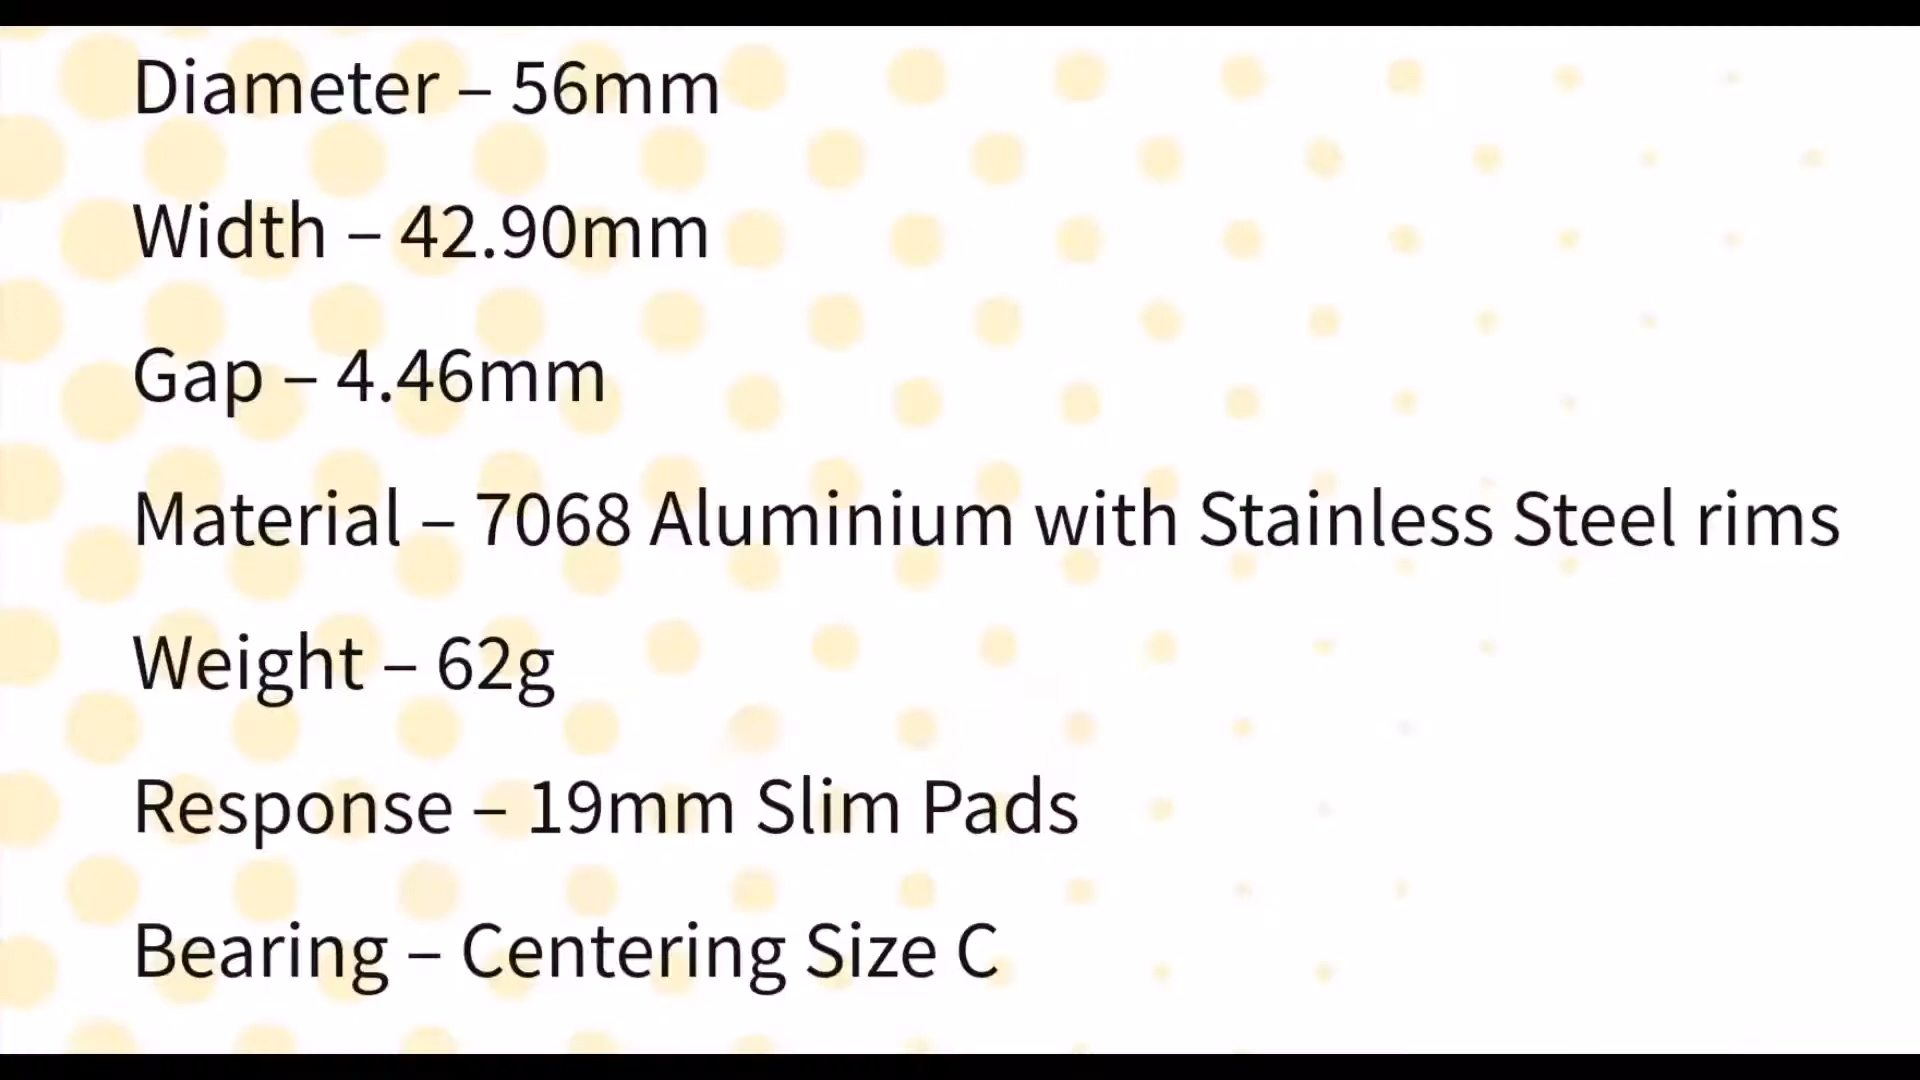 Diameter – 56mm
Width – 42.90mm
Gap – 4.46mm
Material – 7068 Aluminium with Stainless Steel rims
Weight – 62g
Response – 19mm Slim Pads
Bearing – Centering Size C